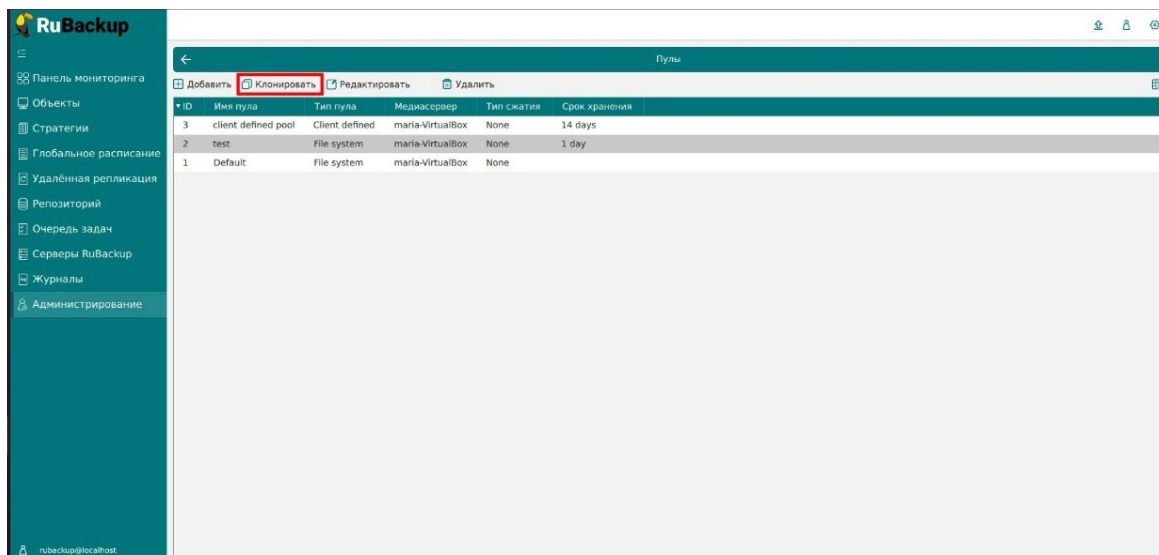 RuBackup
Пулы
Панель мониторинга
Объекты
Стратегии
Глобальное расписание
Удалённая репликация
Репозиторий
Очередь задач
Серверы RuBackup
Журналы
Администрирование
rubackup@localhost
Добавить Клонировать Редактировать Удалить
ID Имя пула Тип пула Медиасервер Тип сжатия Срок хранения
3 client defined pool Client defined maria-VirtualBox None 14 days
2 test File system maria-VirtualBox None 1 day
1 Default File system maria-VirtualBox None